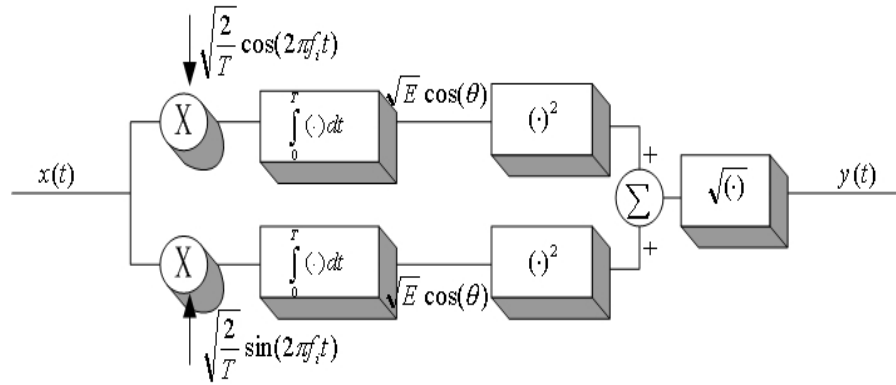 √(2/T) cos(2πf_i t)
X
∫₀ᵀ (·) dt
√E cos(θ)
(·)²
+
x(t)
Σ
√(·)
y(t)
+
X
∫₀ᵀ (·) dt
√E cos(θ)
(·)²
√(2/T) sin(2πf_i t)